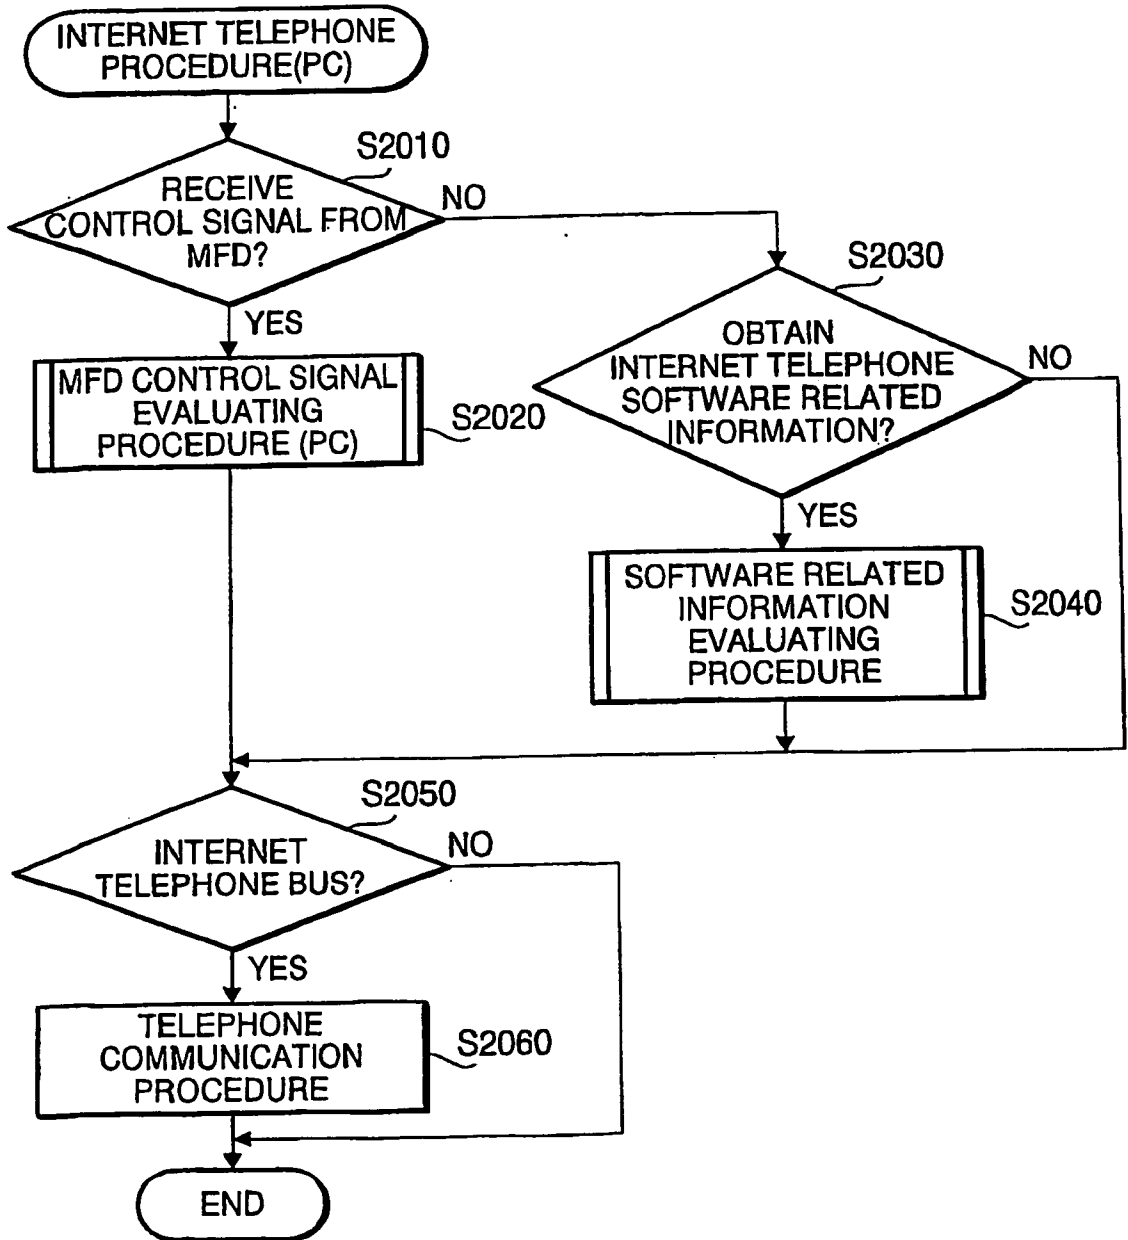 INTERNET TELEPHONE
PROCEDURE(PC)
S2010
RECEIVE
CONTROL SIGNAL FROM
MFD?
NO
YES
S2030
OBTAIN
INTERNET TELEPHONE
SOFTWARE RELATED
INFORMATION?
NO
MFD CONTROL SIGNAL
EVALUATING
PROCEDURE (PC)
S2020
YES
SOFTWARE RELATED
INFORMATION
EVALUATING
PROCEDURE
S2040
S2050
INTERNET
TELEPHONE BUS?
NO
YES
TELEPHONE
COMMUNICATION
PROCEDURE
S2060
END